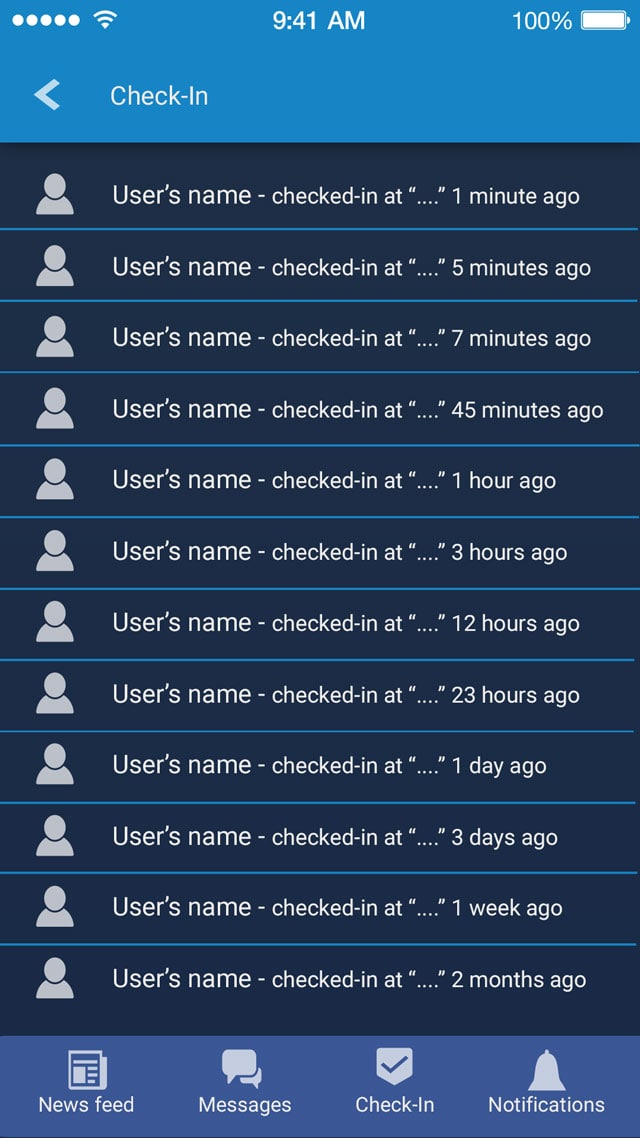 9:41 AM 100%
Check-In
User’s name - checked-in at “....” 1 minute ago
User’s name - checked-in at “....” 5 minutes ago
User’s name - checked-in at “....” 7 minutes ago
User’s name - checked-in at “....” 45 minutes ago
User’s name - checked-in at “....” 1 hour ago
User’s name - checked-in at “....” 3 hours ago
User’s name - checked-in at “....” 12 hours ago
User’s name - checked-in at “....” 23 hours ago
User’s name - checked-in at “....” 1 day ago
User’s name - checked-in at “....” 3 days ago
User’s name - checked-in at “....” 1 week ago
User’s name - checked-in at “....” 2 months ago
News feed Messages Check-In Notifications